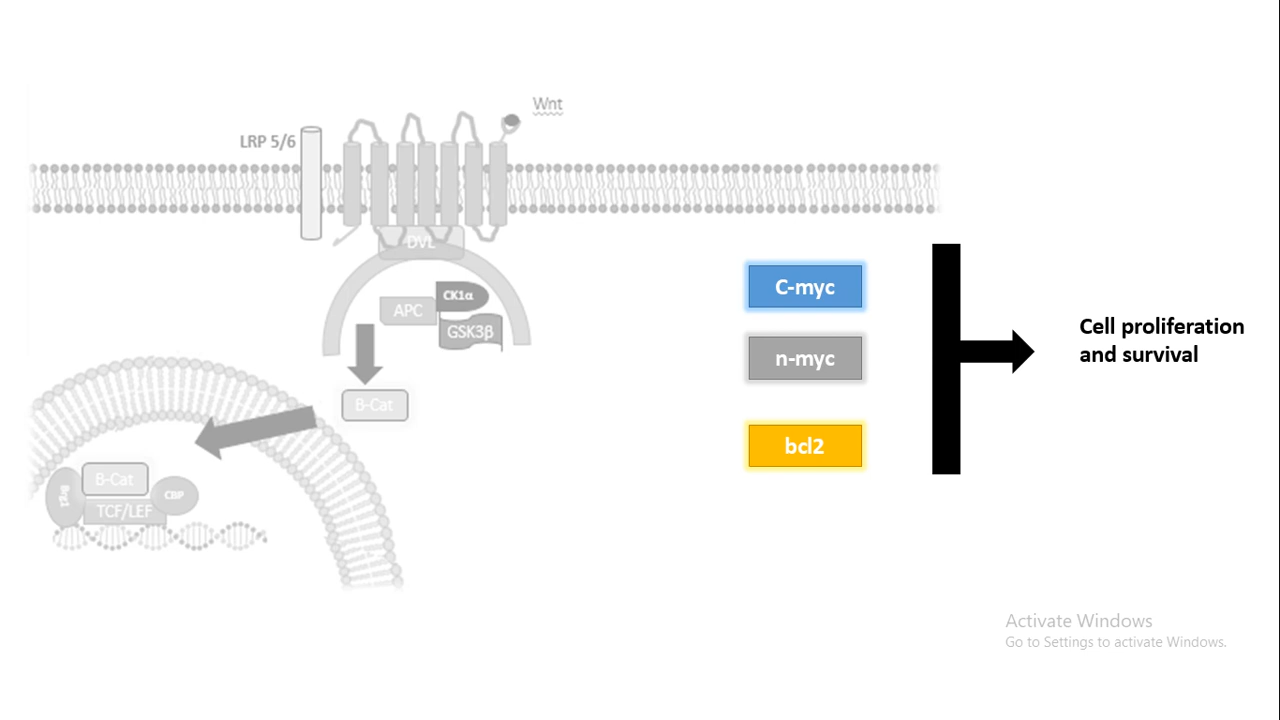 Wnt
LRP 5/6
DVL
CK1α
APC
GSK3β
B-Cat
B-Cat
Brg1
CBP
TCF/LEF
C-myc
n-myc
bcl2
Cell proliferation
and survival
Activate Windows
Go to Settings to activate Windows.